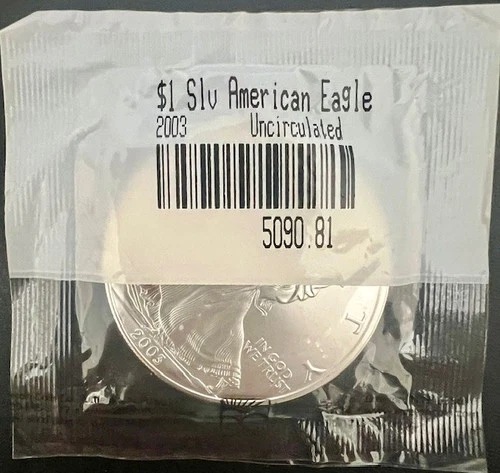 $1 Slv American Eagle
2003 Uncirculated
5090.81
2003
IN GOD
WE TRUST
T Y